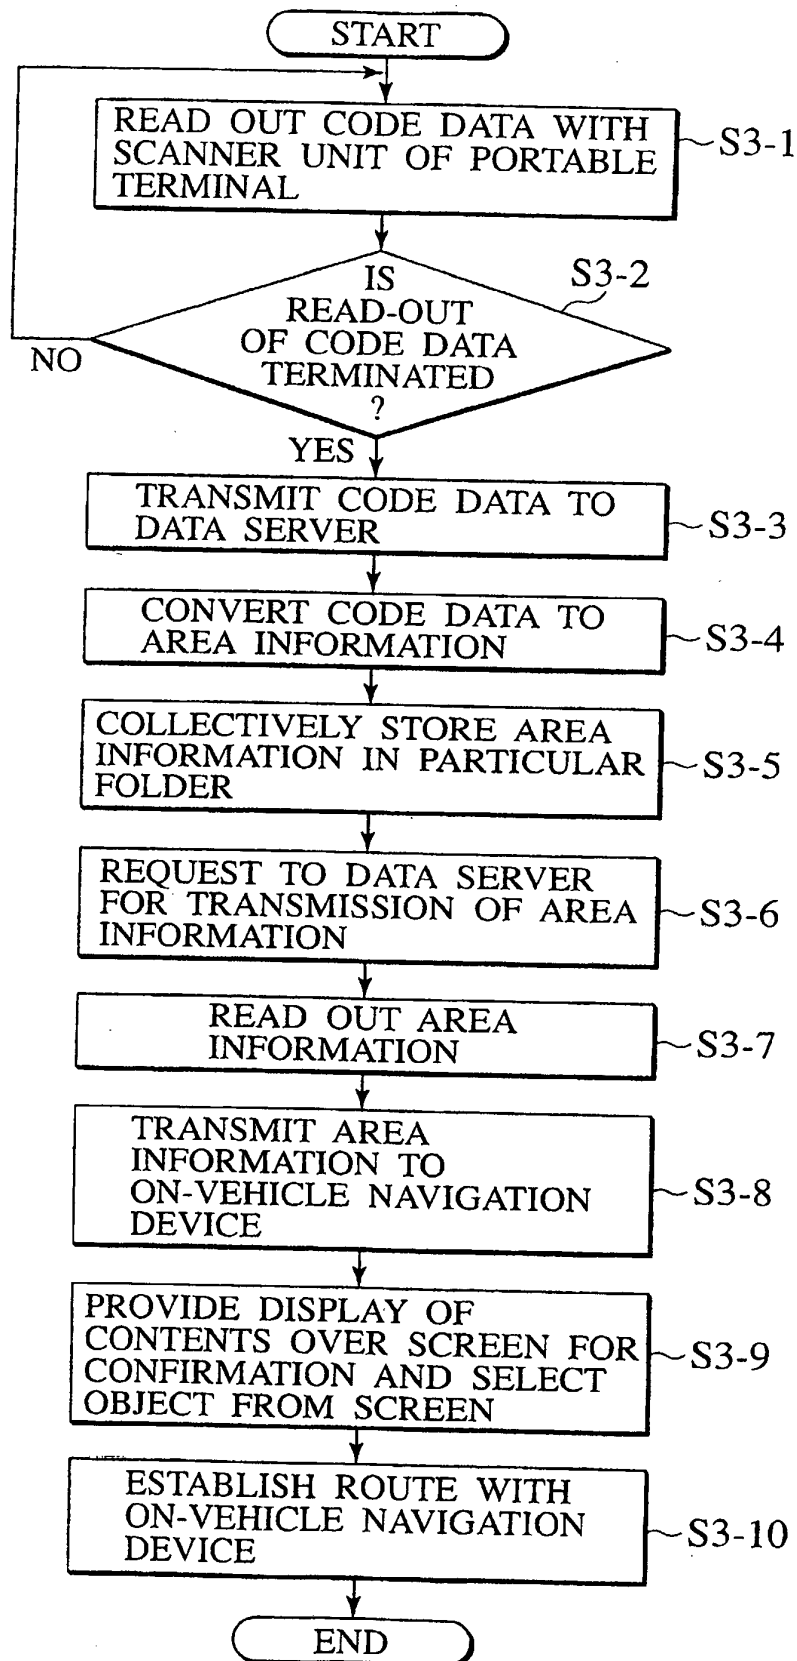 START
READ OUT CODE DATA WITH
SCANNER UNIT OF PORTABLE
TERMINAL
S3-1
IS
READ-OUT
OF CODE DATA
TERMINATED
?
S3-2
NO
YES
TRANSMIT CODE DATA TO
DATA SERVER
S3-3
CONVERT CODE DATA TO
AREA INFORMATION
S3-4
COLLECTIVELY STORE AREA
INFORMATION IN PARTICULAR
FOLDER
S3-5
REQUEST TO DATA SERVER
FOR TRANSMISSION OF AREA
INFORMATION
S3-6
READ OUT AREA
INFORMATION
S3-7
TRANSMIT AREA
INFORMATION TO
ON-VEHICLE NAVIGATION
DEVICE
S3-8
PROVIDE DISPLAY OF
CONTENTS OVER SCREEN FOR
CONFIRMATION AND SELECT
OBJECT FROM SCREEN
S3-9
ESTABLISH ROUTE WITH
ON-VEHICLE NAVIGATION
DEVICE
S3-10
END